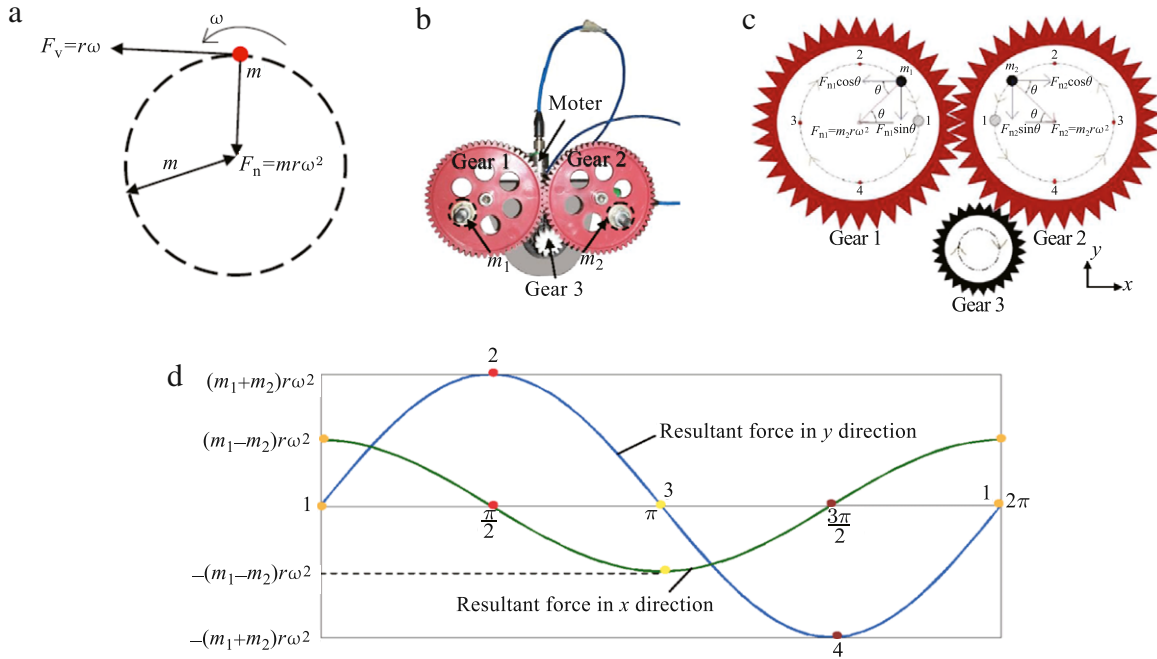 a
ω
Fᵥ=rω
m
Fₙ=mrω²
m
b
Moter
Gear 1
Gear 2
m₁
m₂
Gear 3
c
2
m₁
Fₙ₁cosθ
θ
3
θ
1
Fₙ₁=m₂rω²
Fₙ₁sinθ
4
Gear 1
2
m₂
Fₙ₂cosθ
θ
1
θ
3
Fₙ₂sinθ
Fₙ₂=m₂rω²
4
Gear 2
Gear 3
y
x
d
(m₁+m₂)rω²
2
(m₁−m₂)rω²
Resultant force in y direction
1
π/2
3
π
3π/2
1
2π
−(m₁−m₂)rω²
Resultant force in x direction
−(m₁+m₂)rω²
4